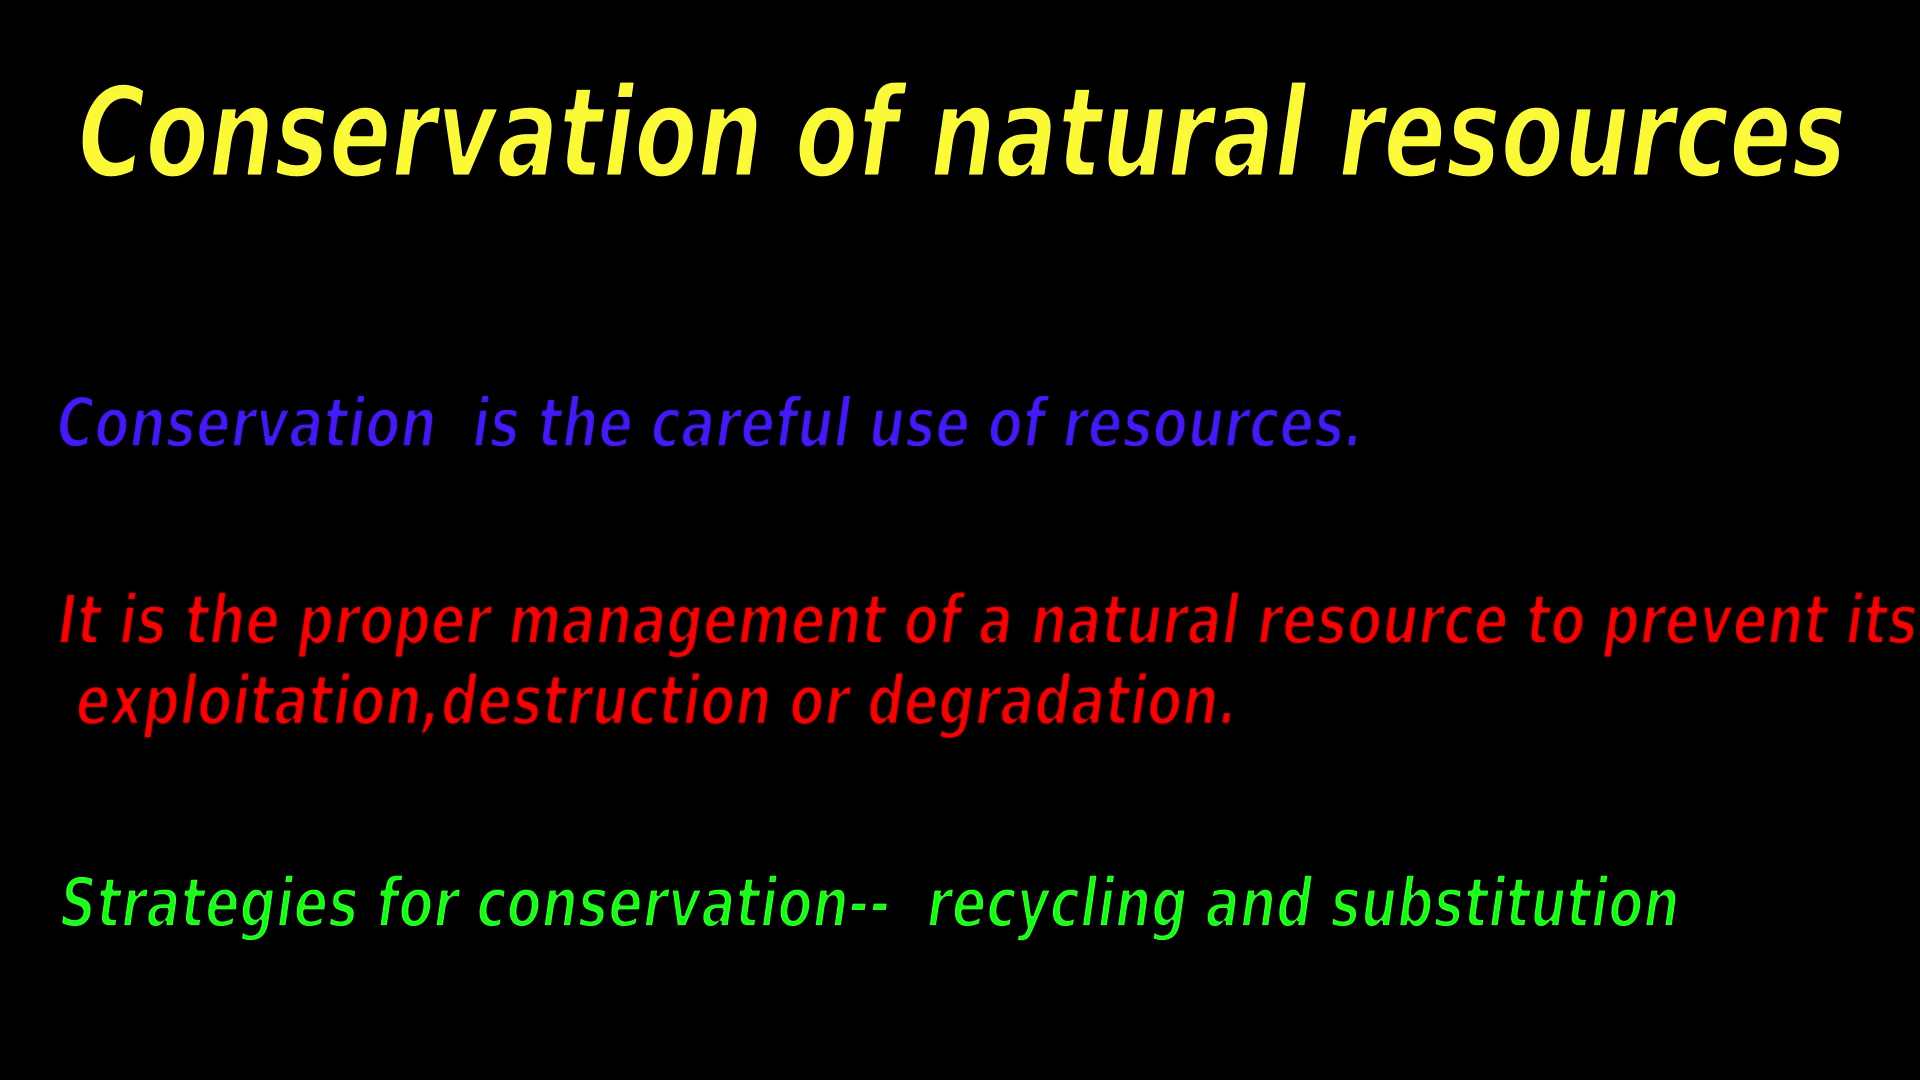 Conservation of natural resources
Conservation  is the careful use of resources.
It is the proper management of a natural resource to prevent its
exploitation,destruction or degradation.
Strategies for conservation--  recycling and substitution